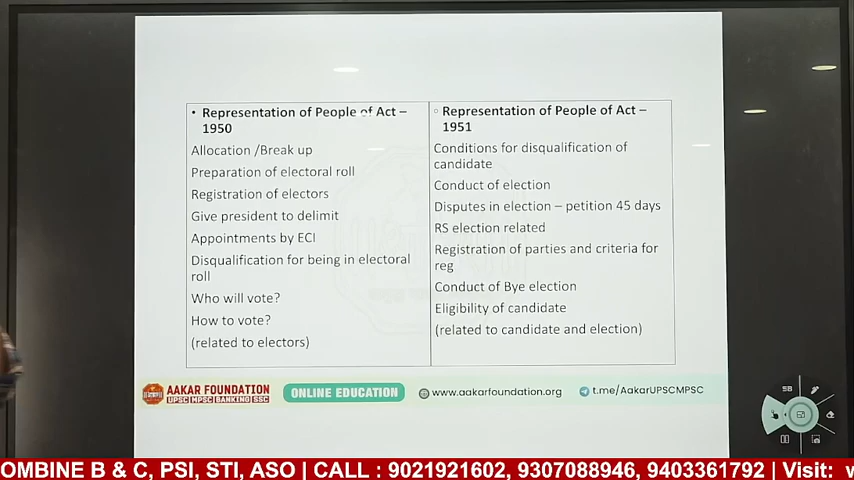 • Representation of People of Act –
1950
Allocation /Break up
Preparation of electoral roll
Registration of electors
Give president to delimit
Appointments by ECI
Disqualification for being in electoral
roll
Who will vote?
How to vote?
(related to electors)
◦ Representation of People of Act –
1951
Conditions for disqualification of
candidate
Conduct of election
Disputes in election – petition 45 days
RS election related
Registration of parties and criteria for
reg
Conduct of Bye election
Eligibility of candidate
(related to candidate and election)
AAKAR FOUNDATION
UPSC|MPSC|BANKING|SSC
ONLINE EDUCATION
www.aakarfoundation.org
t.me/AakarUPSCMPSC
SB
OMBINE B & C, PSI, STI, ASO | CALL : 9021921602, 9307088946, 9403361792 | Visit: w